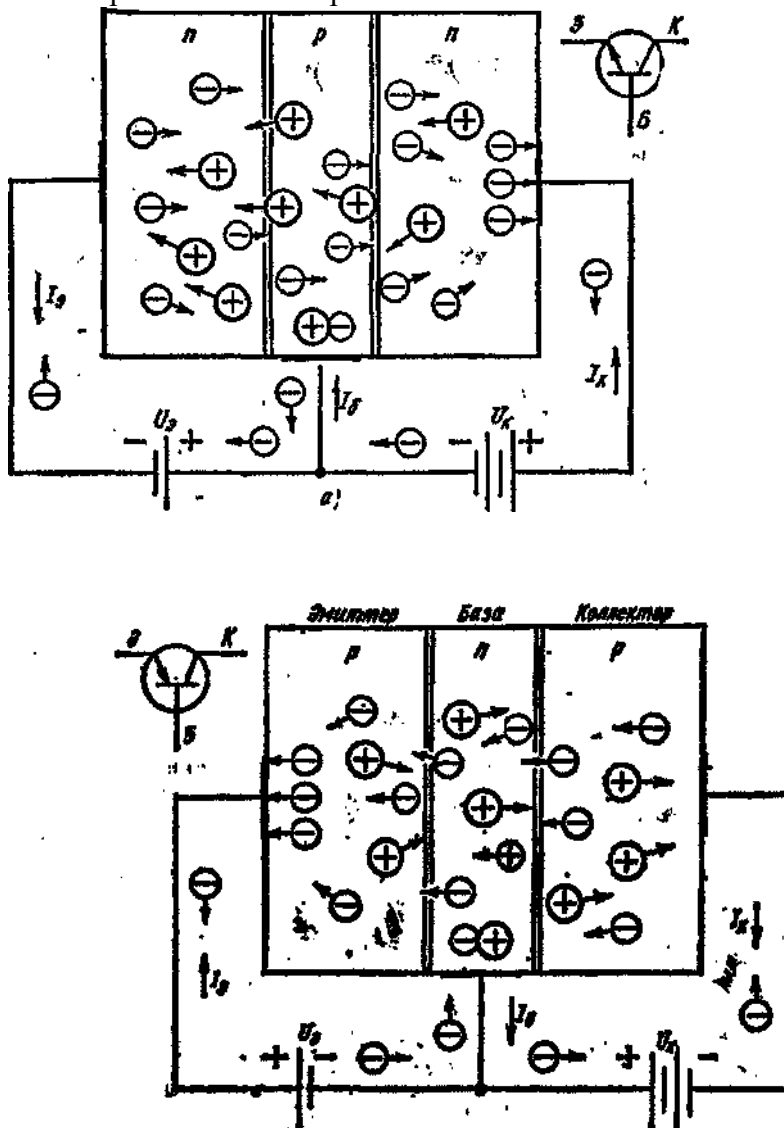 n p n
Э К
Б
Iэ
Iб
Iк
Uэ
Uк
- +
- +
а)
Эмиттер База Коллектор
p n p
Э К
Б
Iэ
Iб
Iк
Uэ
Uк
+ -
+ -